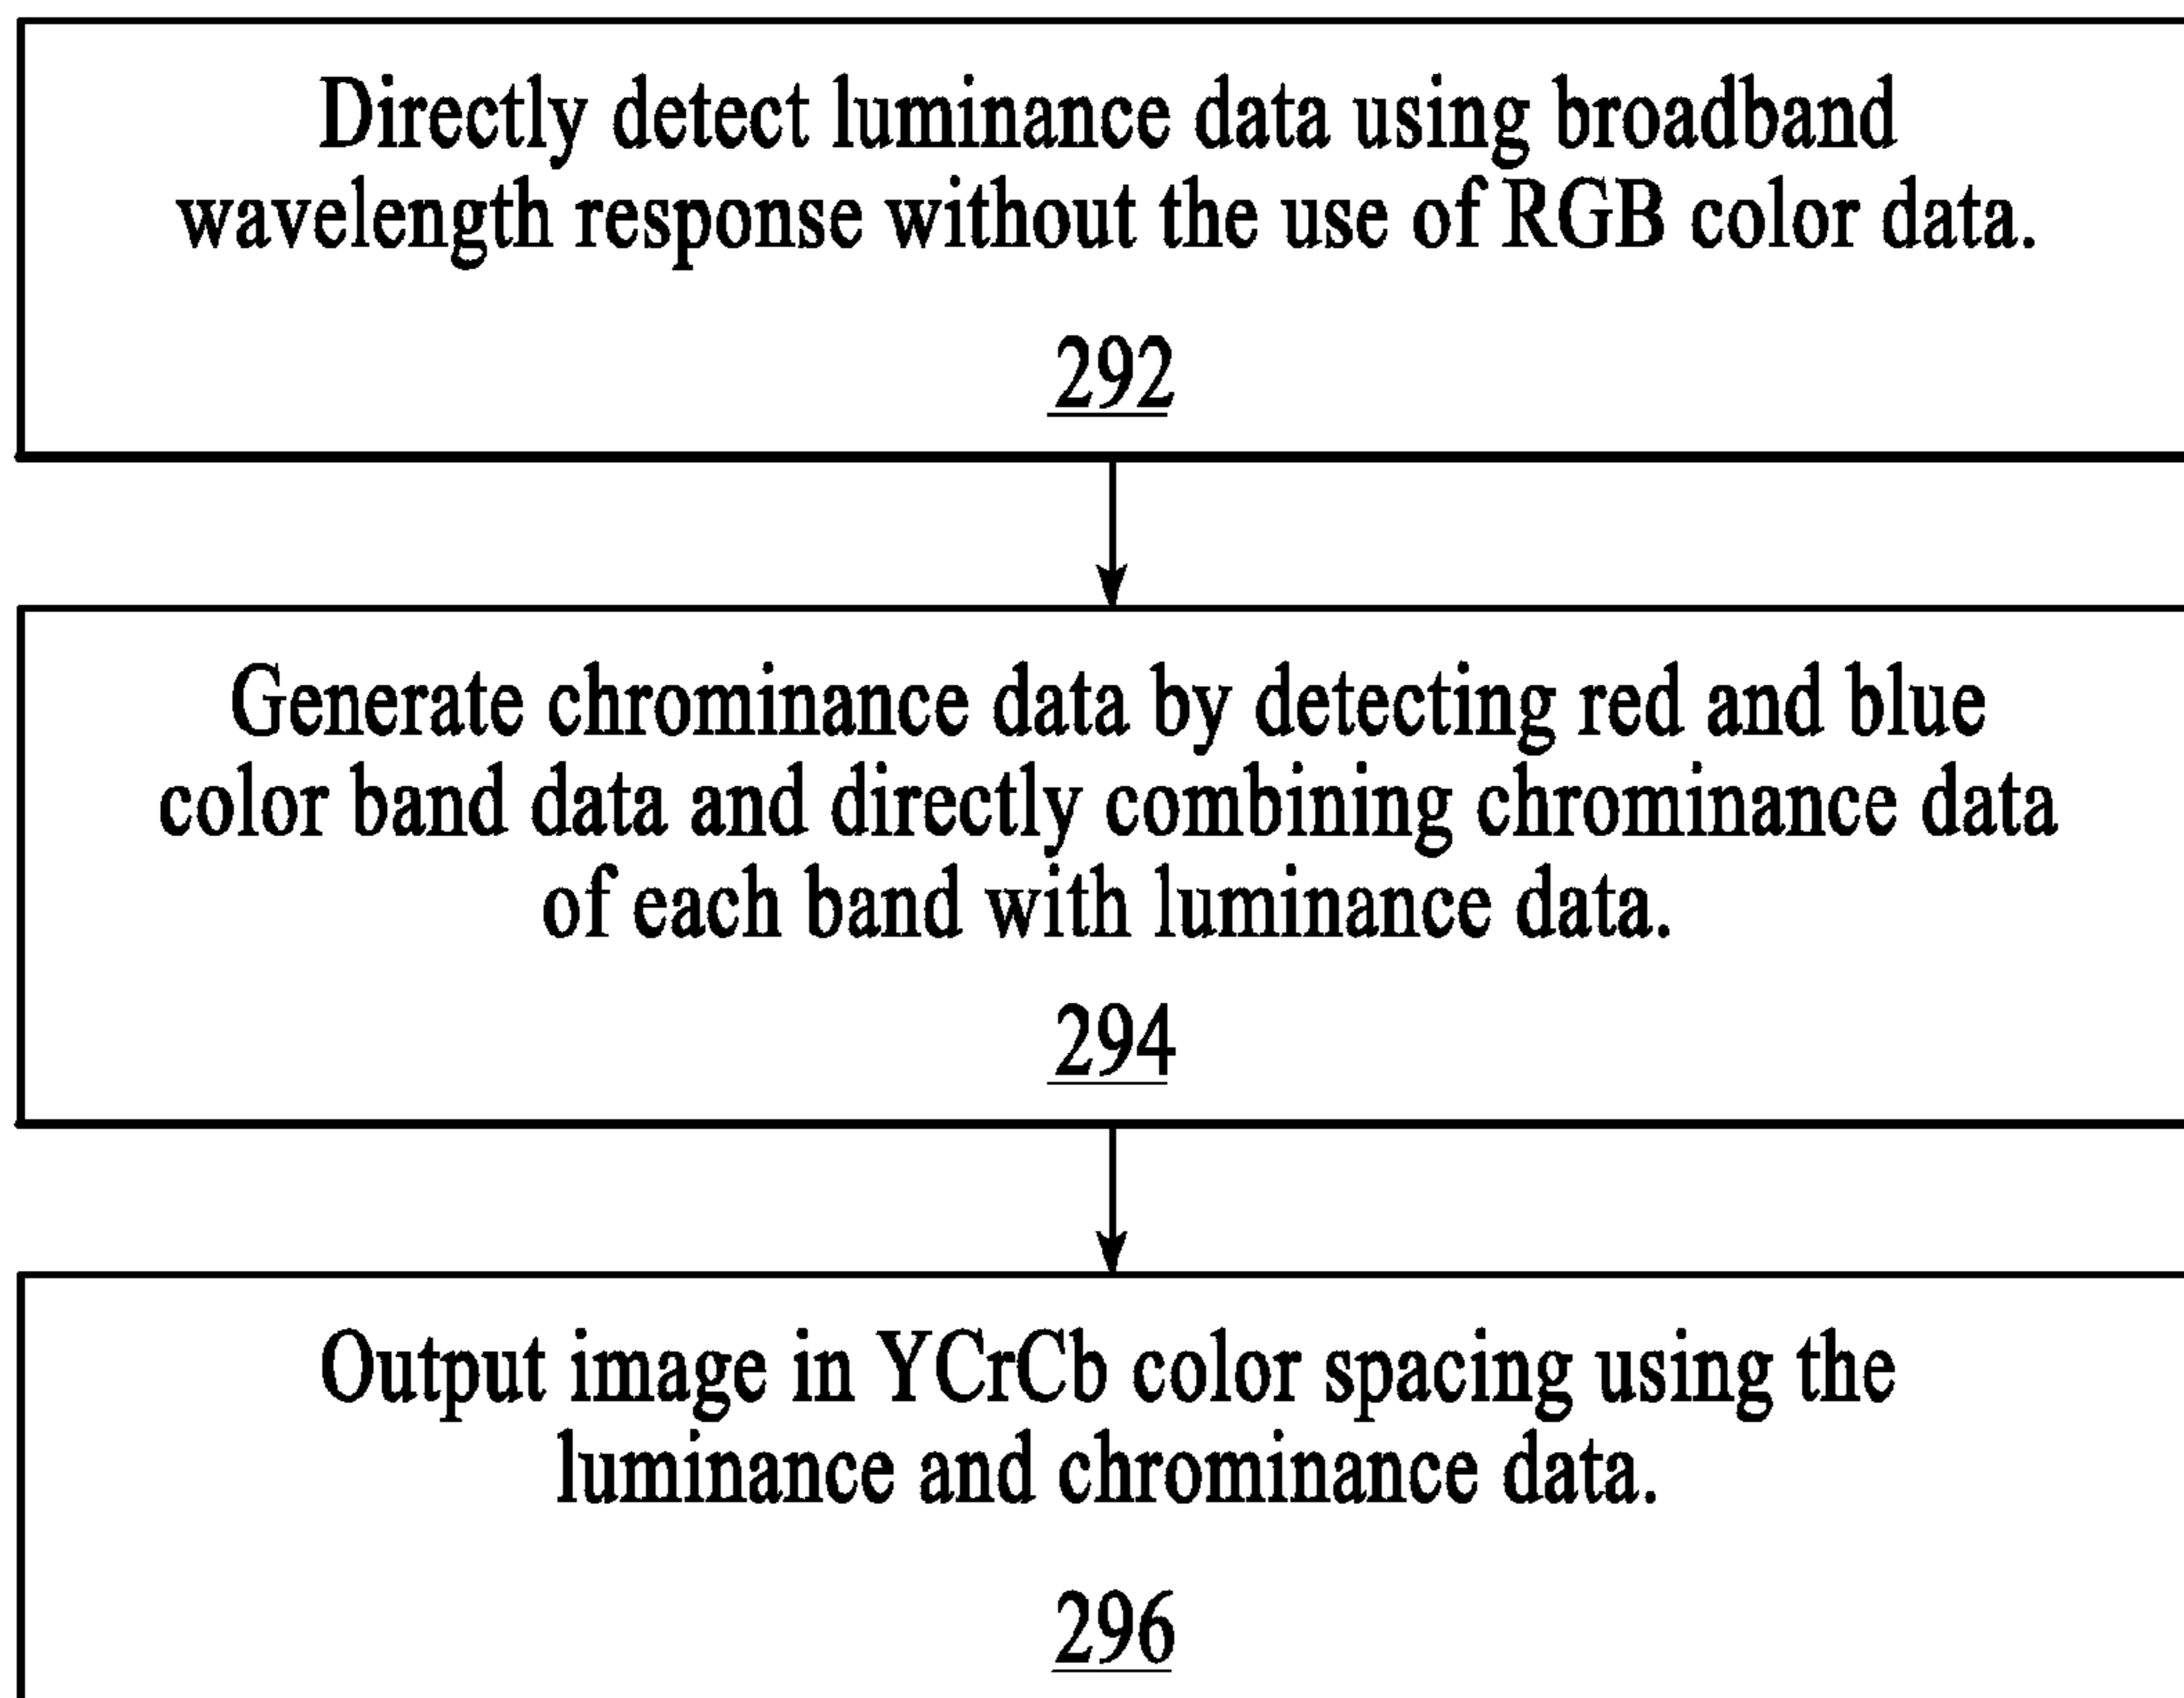 Directly detect luminance data using broadband
wavelength response without the use of RGB color data.
292
Generate chrominance data by detecting red and blue
color band data and directly combining chrominance data
of each band with luminance data.
294
Output image in YCrCb color spacing using the
luminance and chrominance data.
296